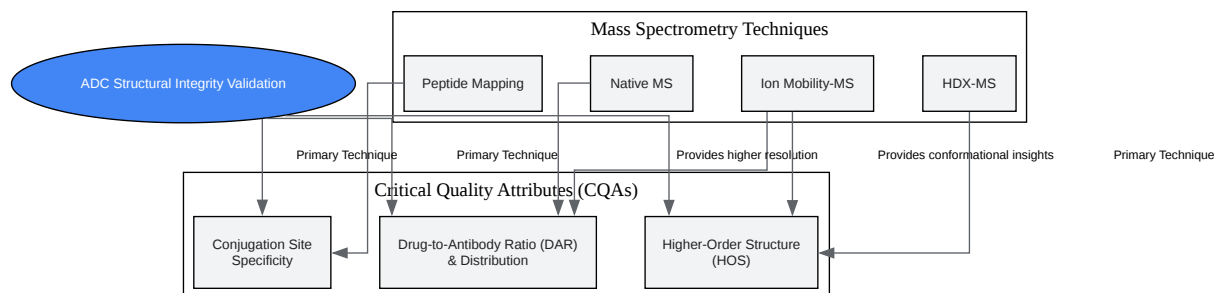 Mass Spectrometry Techniques
ADC Structural Integrity Validation
Peptide Mapping
Native MS
Ion Mobility-MS
HDX-MS
Primary Technique
Primary Technique
Provides higher resolution
Provides conformational insights
Primary Technique
Critical Quality Attributes (CQAs)
Conjugation Site
Specificity
Drug-to-Antibody Ratio (DAR)
& Distribution
Higher-Order Structure
(HOS)